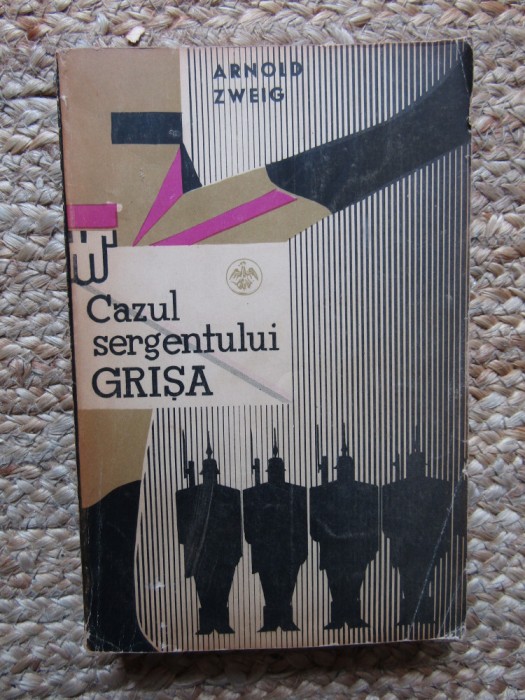 ARNOLD
ZWEIG
Cazul
sergentului
GRIȘA